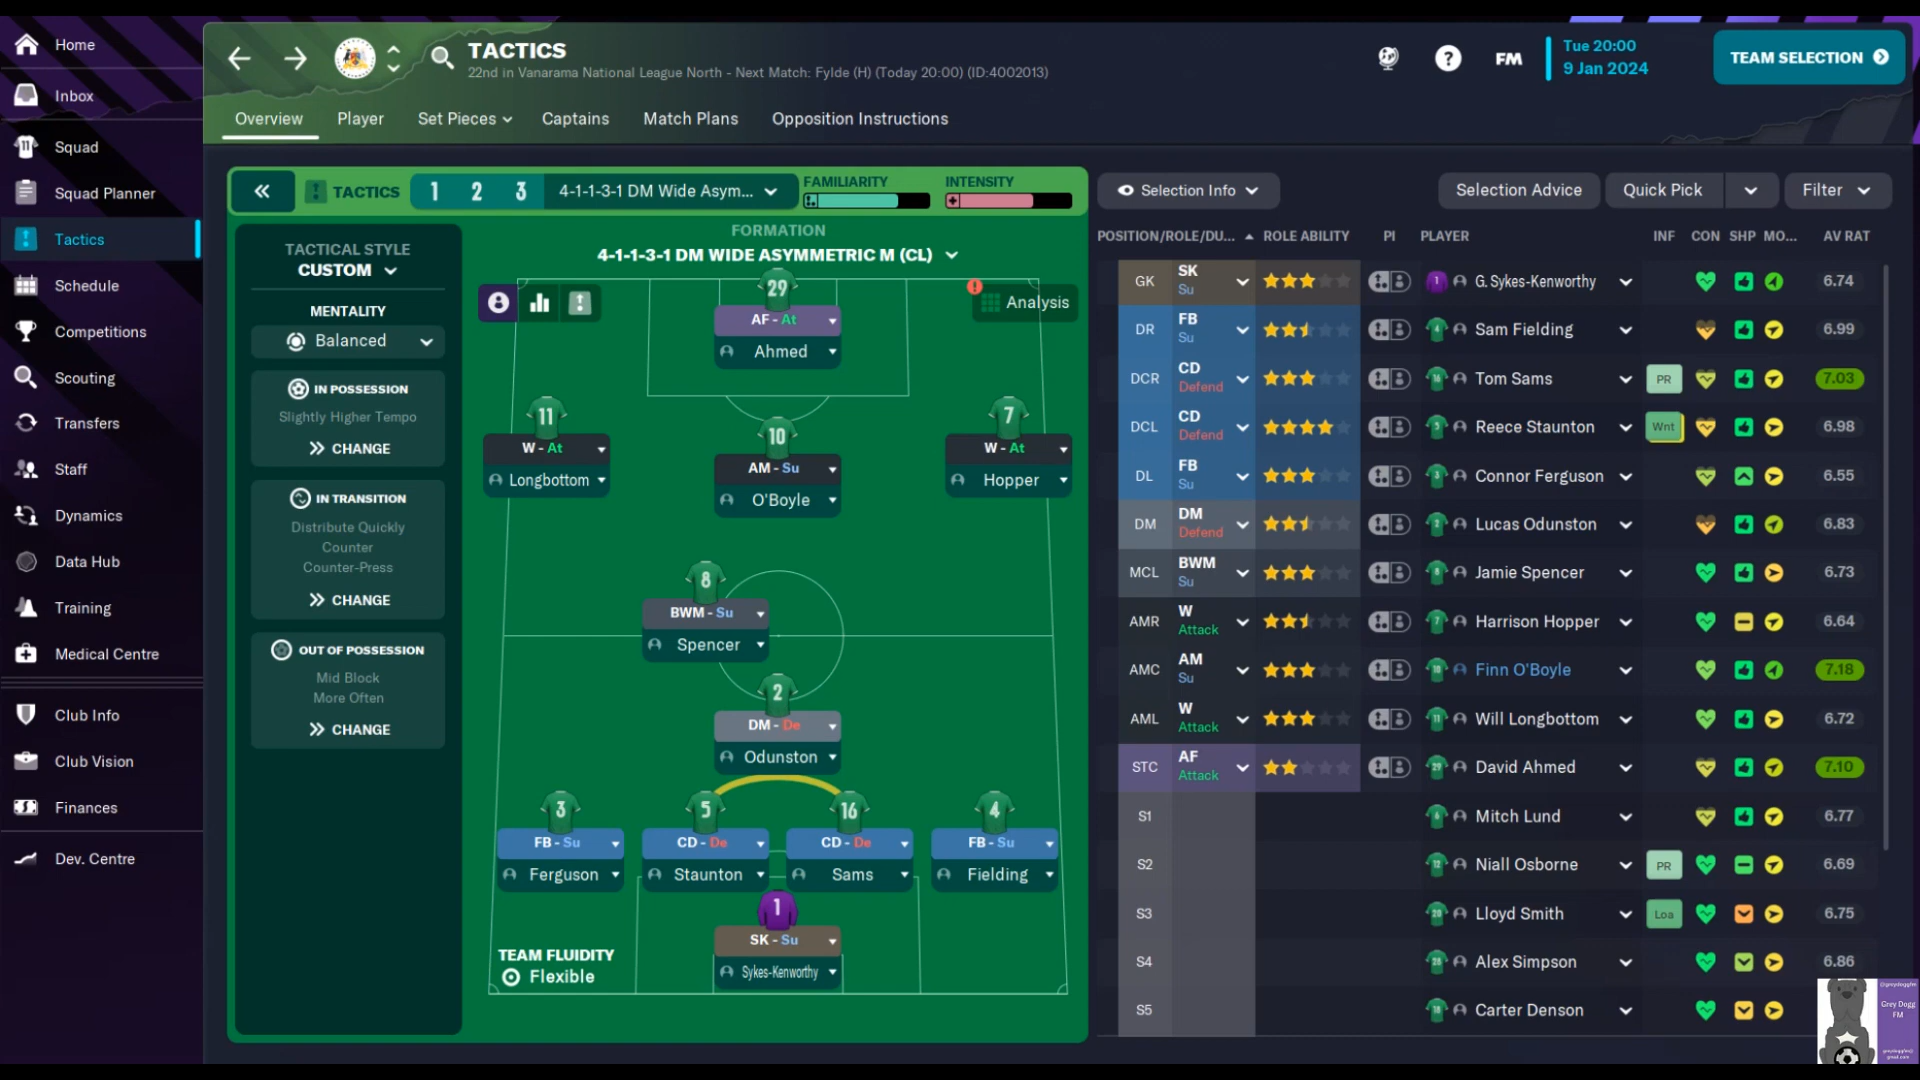 Home
Inbox
Squad
Squad Planner
Tactics
Schedule
Competitions
Scouting
Transfers
Staff
Dynamics
Data Hub
Training
Medical Centre
Club Info
Club Vision
Finances
Dev. Centre
TACTICS
22nd in Vanarama National League North - Next Match: Fylde (H) (Today 20:00) (ID:4002013)
FM
Tue 20:00
9 Jan 2024
TEAM SELECTION
Overview Player Set Pieces Captains Match Plans Opposition Instructions
TACTICS 1 2 3 4-1-1-3-1 DM Wide Asym...
FAMILIARITY
INTENSITY
TACTICAL STYLE
CUSTOM
MENTALITY
Balanced
IN POSSESSION
Slightly Higher Tempo
CHANGE
IN TRANSITION
Distribute Quickly
Counter
Counter-Press
CHANGE
OUT OF POSSESSION
Mid Block
More Often
CHANGE
FORMATION
4-1-1-3-1 DM WIDE ASYMMETRIC M (CL)
Analysis
29
AF - At
Ahmed
11
W - At
Longbottom
10
AM - Su
O'Boyle
7
W - At
Hopper
8
BWM - Su
Spencer
2
DM - De
Odunston
3
FB - Su
Ferguson
5
CD - De
Staunton
16
CD - De
Sams
4
FB - Su
Fielding
1
SK - Su
Sykes-Kenworthy
TEAM FLUIDITY
Flexible
Selection Info Selection Advice Quick Pick Filter
POSITION/ROLE/DU... ROLE ABILITY PI PLAYER INF CON SHP MO... AV RAT
GK SK Su G. Sykes-Kenworthy 6.74
DR FB Su Sam Fielding 6.99
DCR CD Defend Tom Sams PR 7.03
DCL CD Defend Reece Staunton Wnt 6.98
DL FB Su Connor Ferguson 6.55
DM DM Defend Lucas Odunston 6.83
MCL BWM Su Jamie Spencer 6.73
AMR W Attack Harrison Hopper 6.64
AMC AM Su Finn O'Boyle 7.18
AML W Attack Will Longbottom 6.72
STC AF Attack David Ahmed 7.10
S1 Mitch Lund 6.77
S2 Niall Osborne PR 6.69
S3 Lloyd Smith Loa 6.75
S4 Alex Simpson 6.86
S5 Carter Denson
Grey Dogg
FM